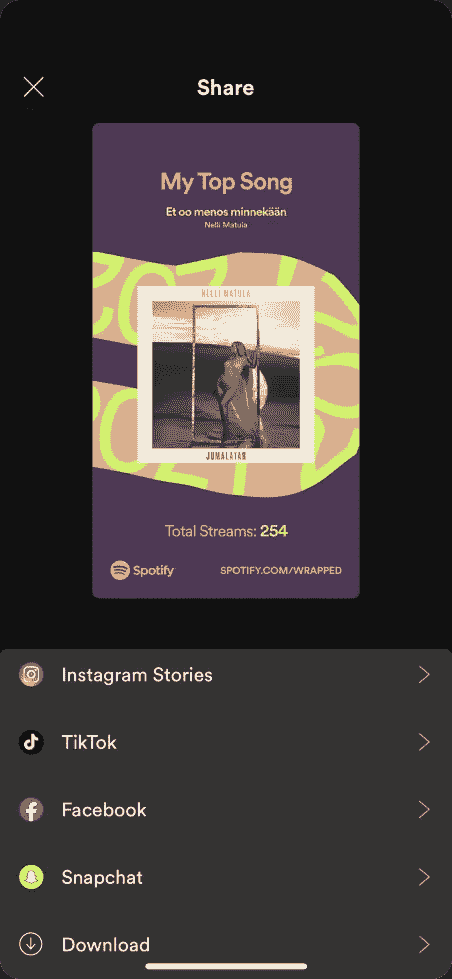 Share
My Top Song
Et oo menos minnekään
Nelli Matula
NELLI MATULA
JUMALATAR
Total Streams: 254
Spotify
SPOTIFY.COM/WRAPPED
Instagram Stories
TikTok
Facebook
Snapchat
Download